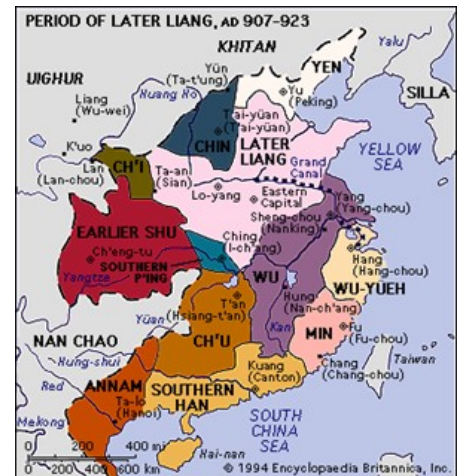 PERIOD OF LATER LIANG, AD 907-923
KHITAN
Yalu
UIGHUR
Yün
(Ta-t'ung)
YEN
Liang
(Wu-wei)
Huang Ho
Yu
(Peking)
SILLA
T'ai-yüan
(T'ai-yüan)
K'uo
CHIN
LATER
LIANG
Lan
(Lan-chou)
CH'I
Ta-an
(Sian)
Grand
Canal
YELLOW
SEA
Lo-yang
Eastern
Capital
Yang
(Yang-chou)
Sheng-chou
(Nanking)
EARLIER SHU
Ch'eng-tu
Ching
(I-ch'ang)
SOUTHERN
P'ING
Hang
(Hang-chou)
Yangtze
WU
WU-YÜEH
T'an
(Hsiang-t'an)
Hung
(Nan-ch'ang)
Yüan
MIN
NAN CHAO
CH'U
Kan
Fu
(Fu-chou)
Hung-shui
Kuang
(Canton)
Chang
(Chang-chou)
Taiwan
Red
ANNAM
SOUTHERN
HAN
Ta-lo
(Hanoi)
Mekong
SOUTH
CHINA
SEA
Hai-nan
0 200 400 mi
0 200 400 600 km
© 1994 Encyclopaedia Britannica, Inc.